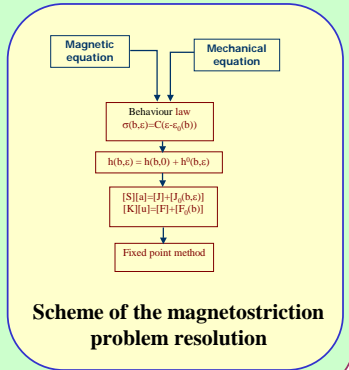 Magnetic
equation
Mechanical
equation
Behaviour law
σ(b,ε)=C(ε-ε₀(b))
h(b,ε) = h(b,0) + h⁰(b,ε)
[S][a]=[J]+[J₀(b,ε)]
[K][u]=[F]+[F₀(b)]
Fixed point method
Scheme of the magnetostriction
problem resolution